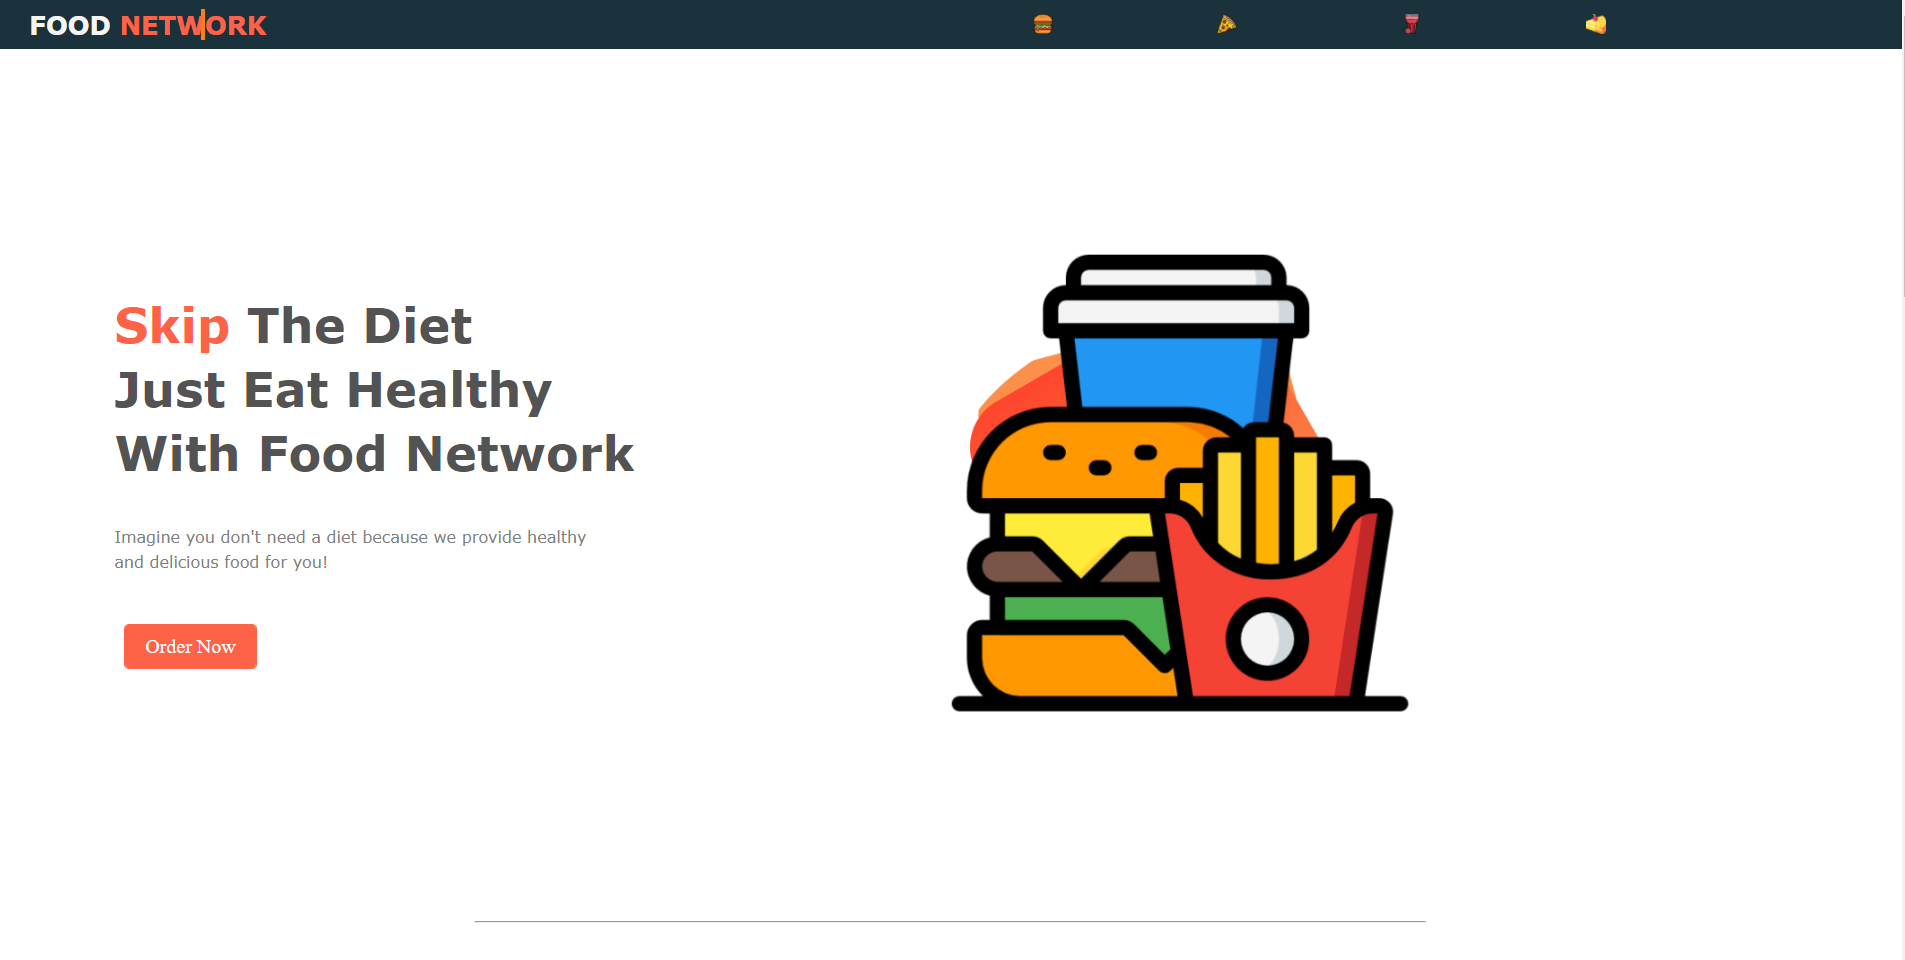 FOOD NETWORK
Skip The Diet
Just Eat Healthy
With Food Network
Imagine you don't need a diet because we provide healthy
and delicious food for you!
Order Now